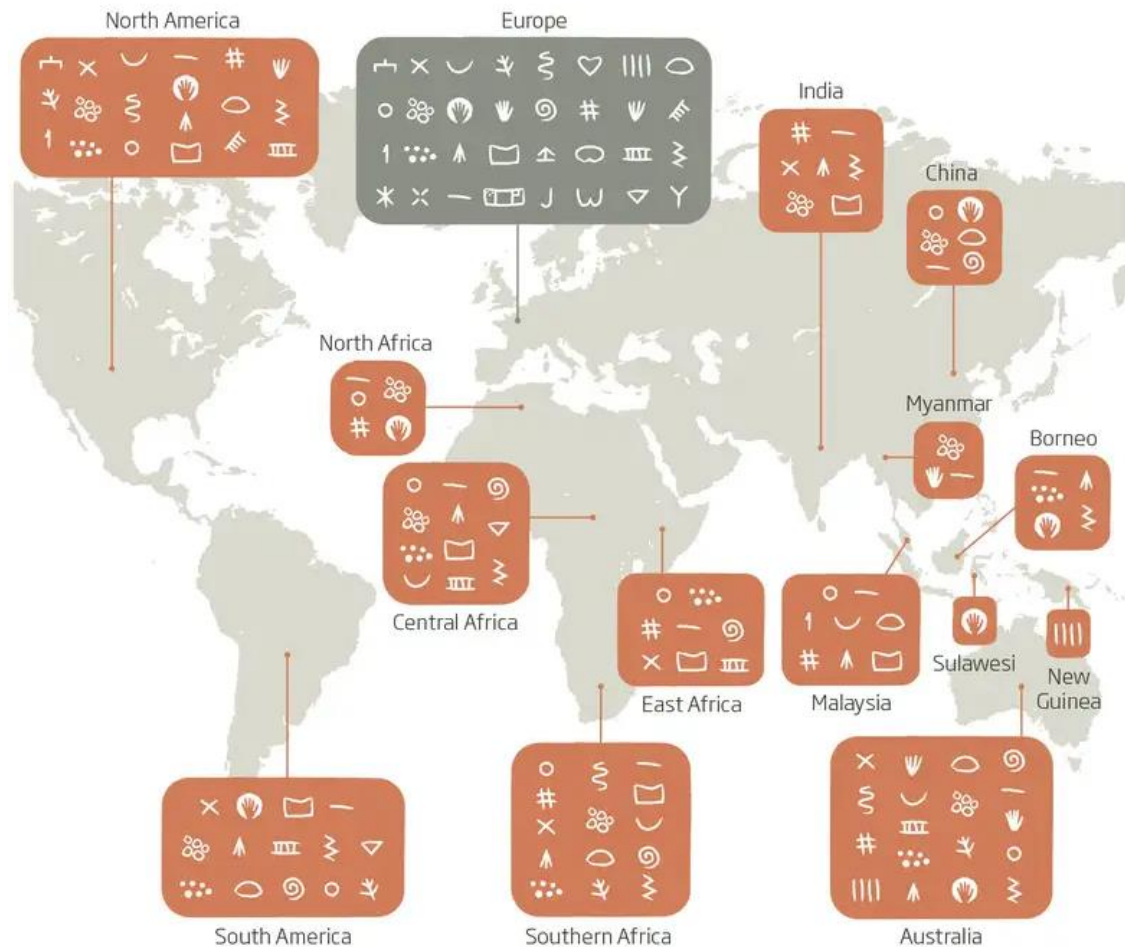 North America
Europe
India
China
North Africa
Myanmar
Borneo
Central Africa
East Africa
Malaysia
Sulawesi
New
Guinea
South America
Southern Africa
Australia